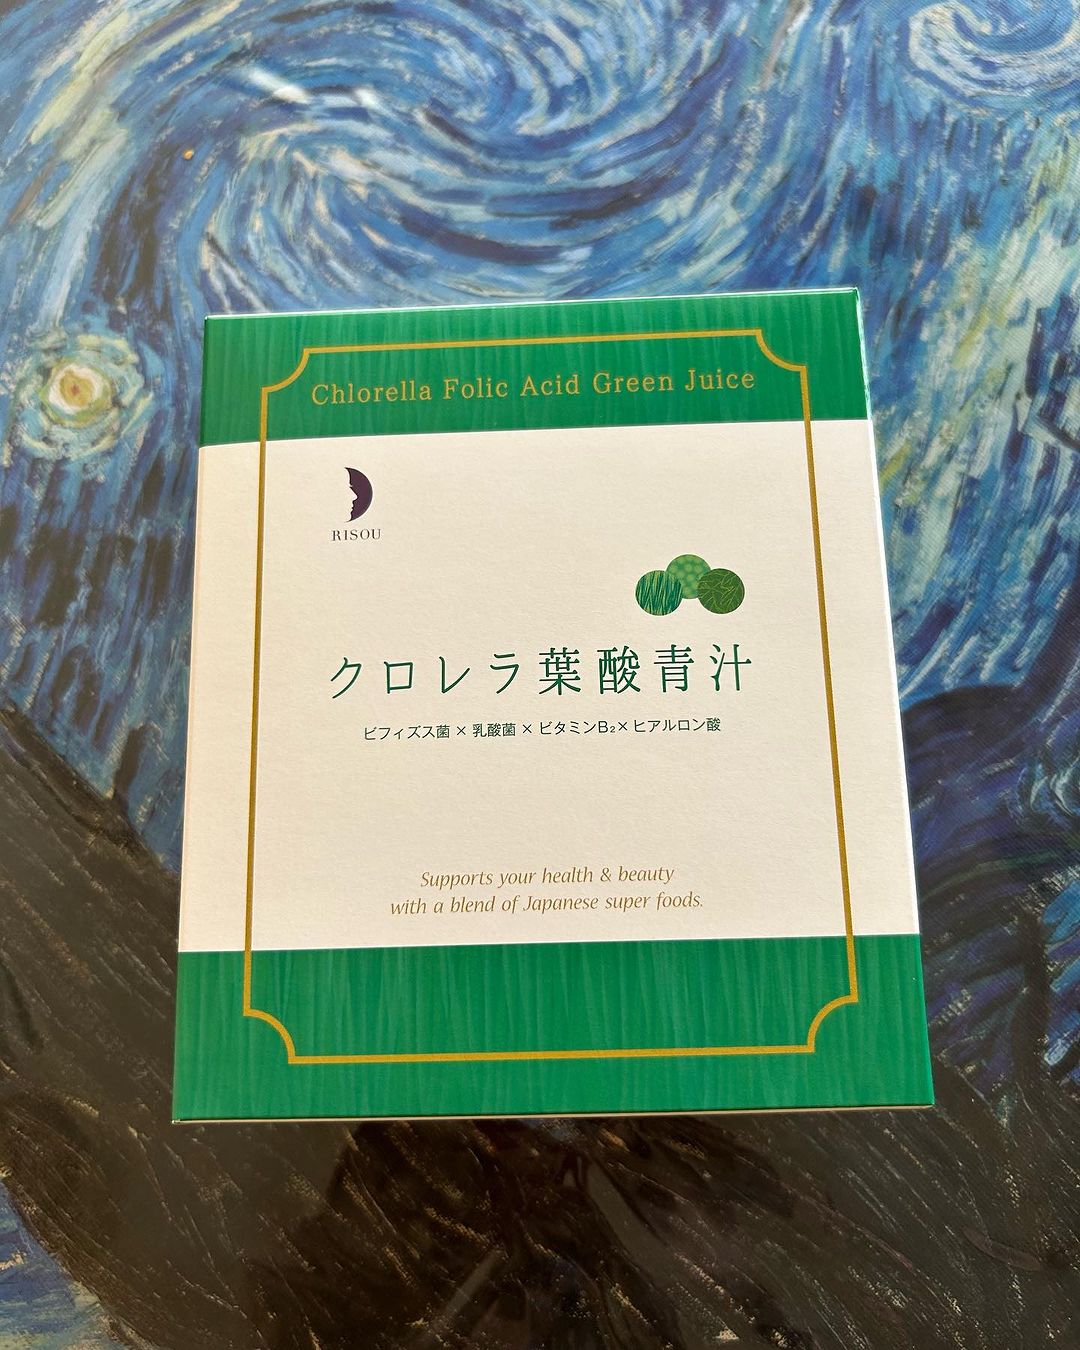 Chlorella Folic Acid Green Juice
RISOU
クロレラ葉酸青汁
ビフィズス菌 × 乳酸菌 × ビタミンB₂× ヒアルロン酸
Supports your health & beauty
with a blend of Japanese super foods.